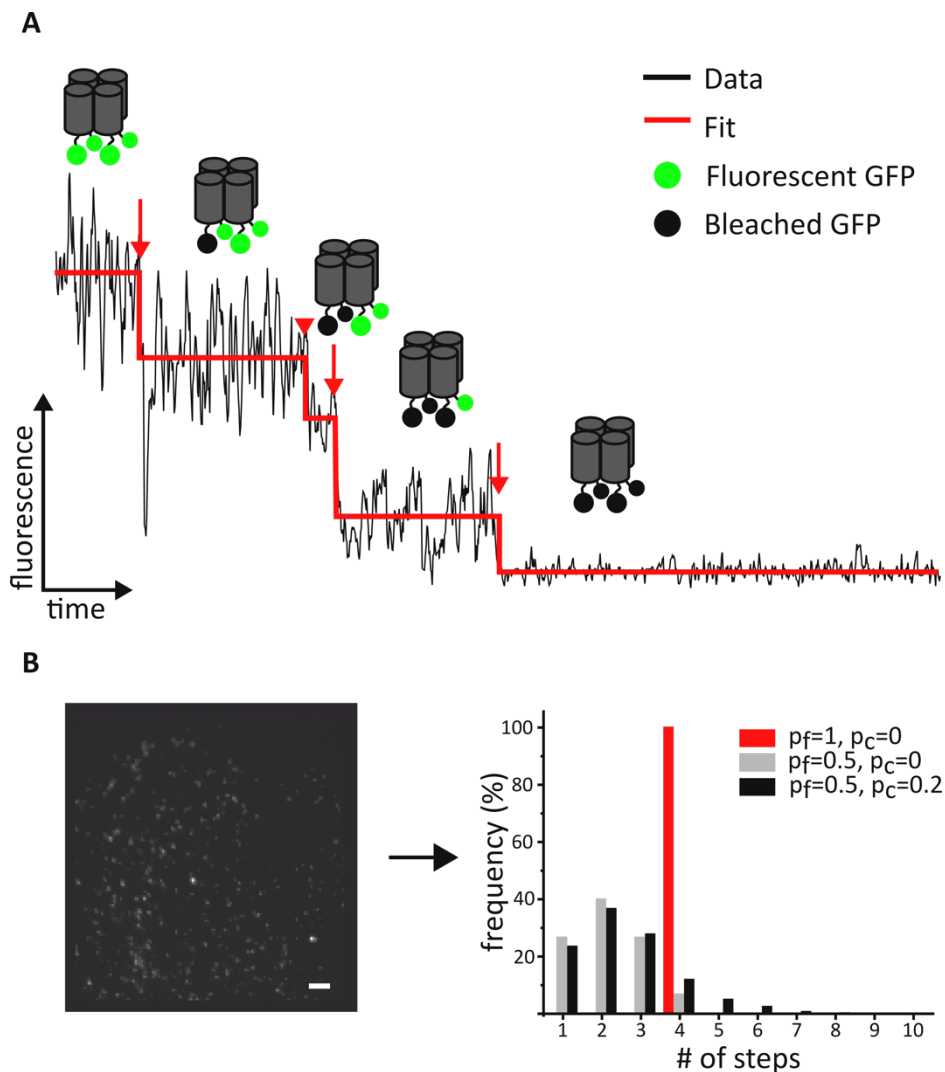 A
Data
Fit
Fluorescent GFP
Bleached GFP
fluorescence
time
B
frequency (%)
100
80
60
40
20
pf=1, pc=0
pf=0.5, pc=0
pf=0.5, pc=0.2
1 2 3 4 5 6 7 8 9 10
# of steps